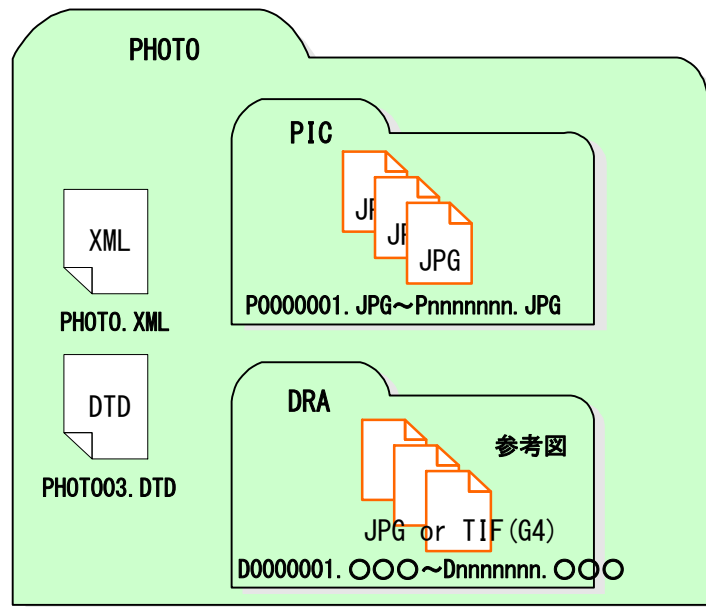 PHOTO
PIC
JPG
P0000001.JPG～Pnnnnnnn.JPG
XML
PHOTO.XML
DTD
PHOTO03.DTD
DRA
参考図
JPG or TIF(G4)
D0000001.○○○～Dnnnnnnn.○○○